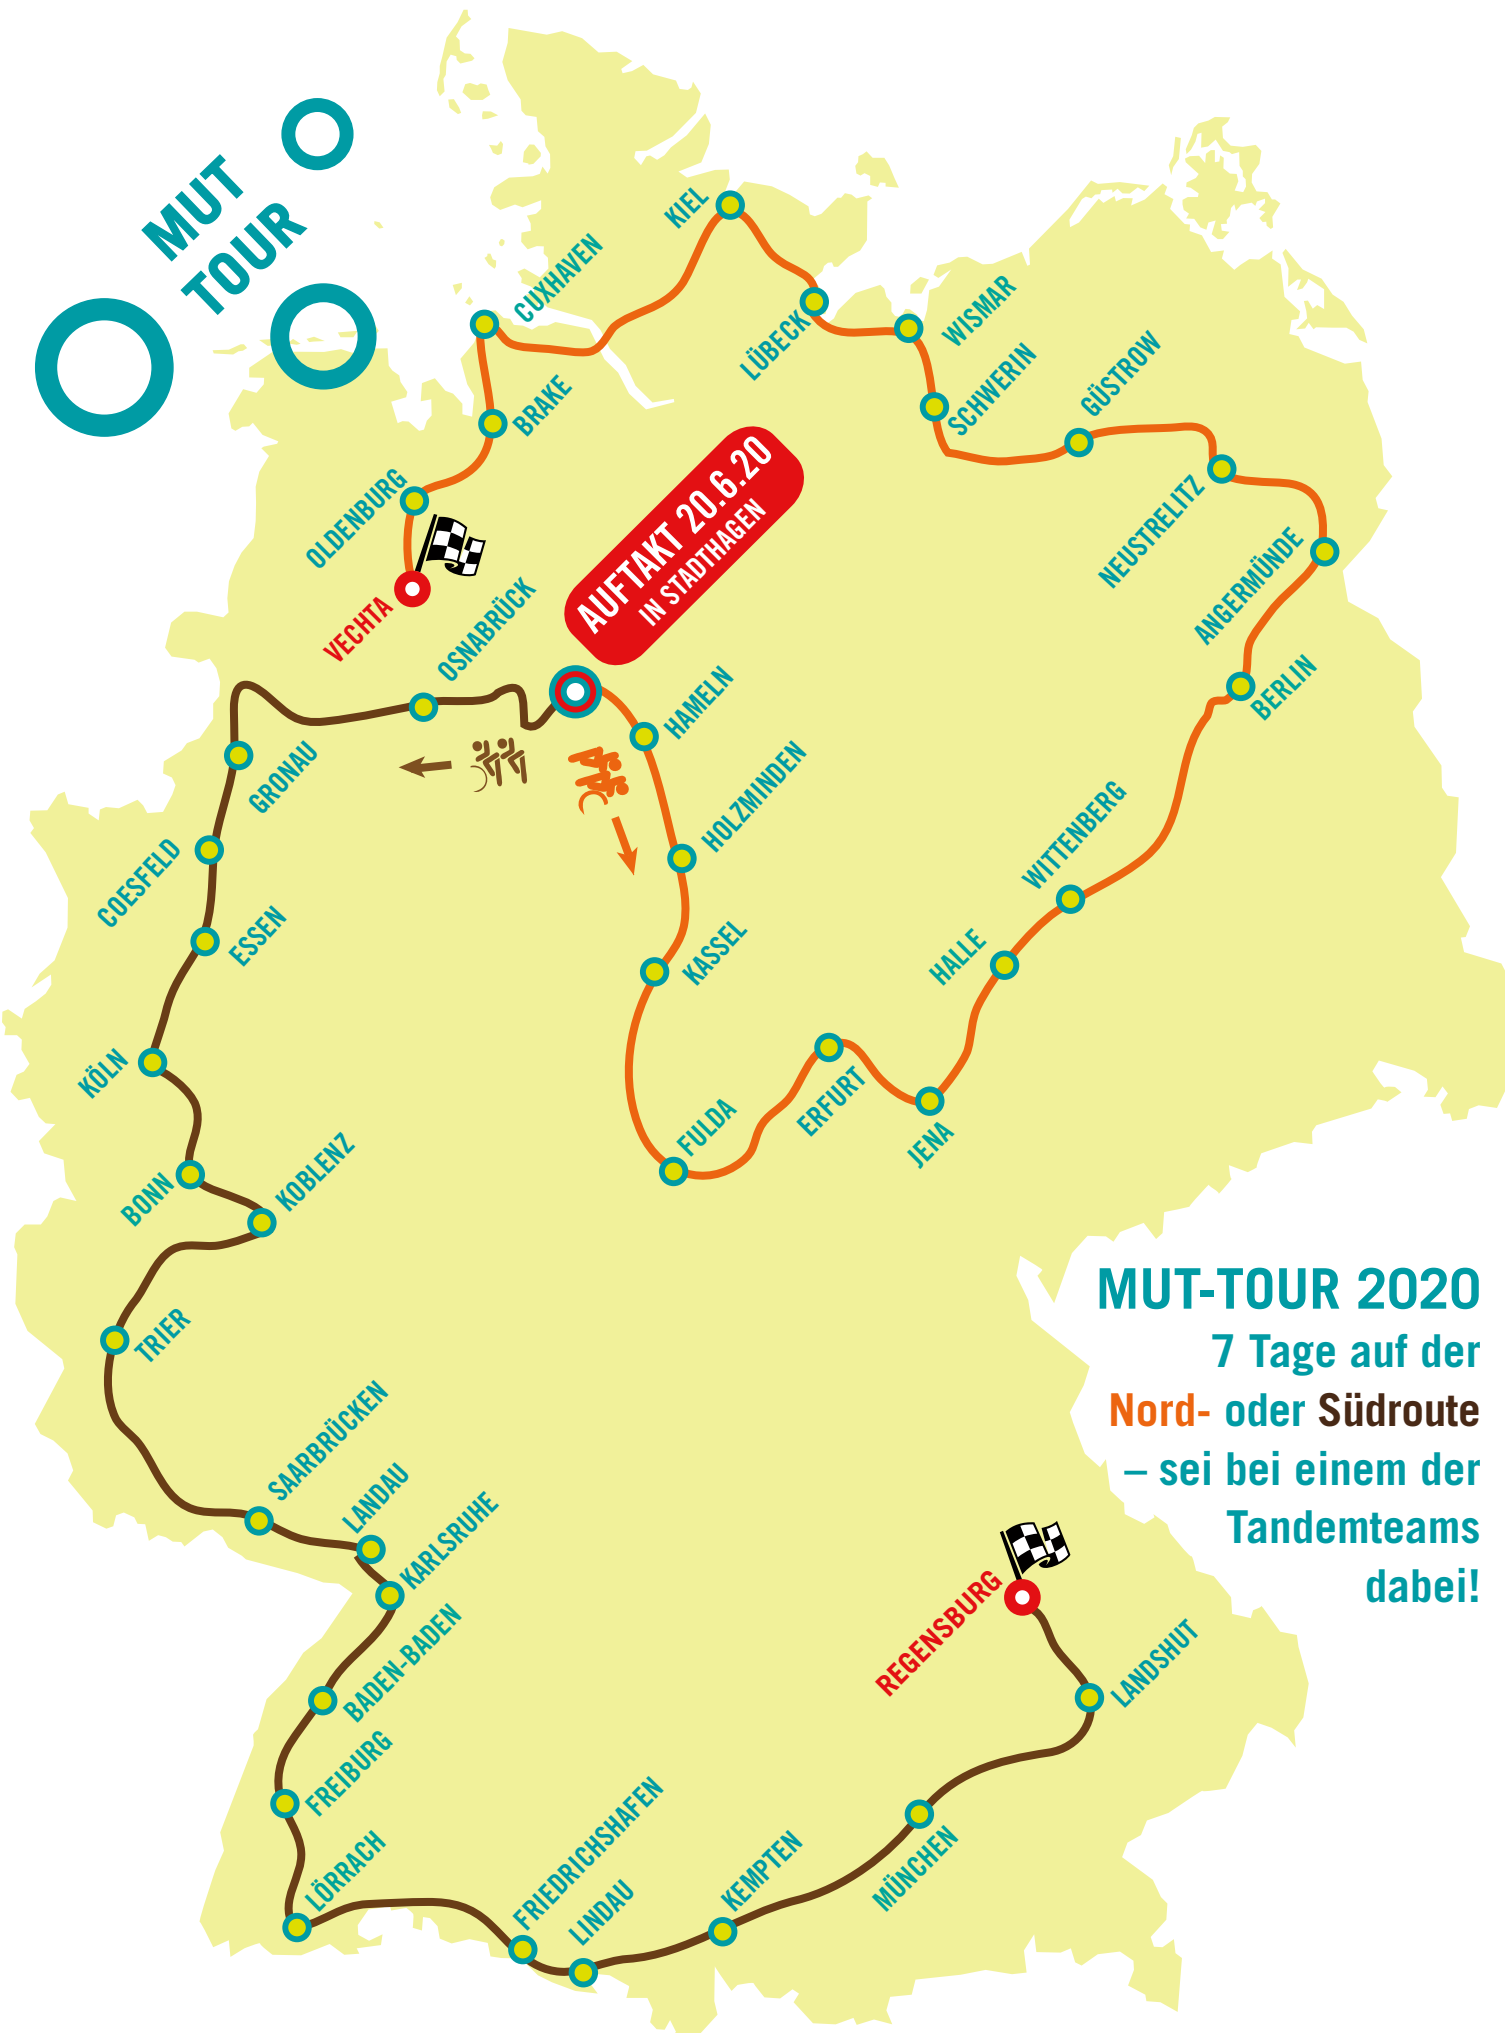 MUT
TOUR
KIEL
CUXHAVEN
LÜBECK
WISMAR
SCHWERIN
GÜSTROW
BRAKE
OLDENBURG
NEUSTRELITZ
ANGERMÜNDE
AUFTAKT 20.6.20
IN STADTHAGEN
VECHTA
OSNABRÜCK
HAMELN
BERLIN
GRONAU
HOLZMINDEN
COESFELD
ESSEN
WITTENBERG
KASSEL
HALLE
KÖLN
ERFURT
FULDA
JENA
BONN
KOBLENZ
MUT-TOUR 2020
7 Tage auf der
Nord- oder Südroute
– sei bei einem der
Tandemteams
dabei!
TRIER
SAARBRÜCKEN
LANDAU
KARLSRUHE
BADEN-BADEN
REGENSBURG
LANDSHUT
FREIBURG
LÖRRACH
FRIEDRICHSHAFEN
LINDAU
KEMPTEN
MÜNCHEN